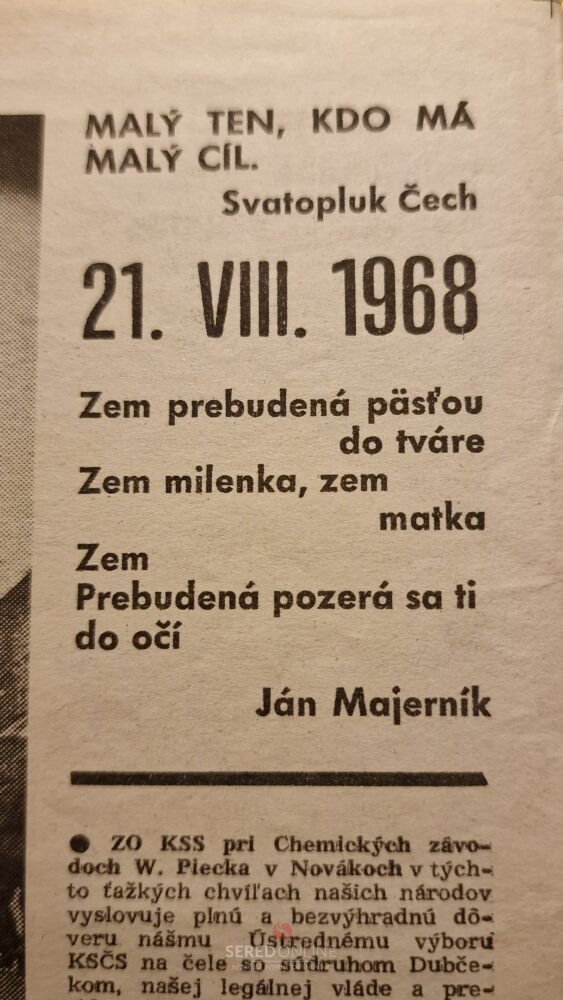 MALÝ TEN, KDO MÁ
MALÝ CÍL.
Svatopluk Čech
21. VIII. 1968
Zem prebudená päsťou
do tváre
Zem milenka, zem
matka
Zem
Prebudená pozerá sa ti
do očí
Ján Majerník
● ZO KSS pri Chemických závo-
doch W. Piecka v Novákoch v tých-
to ťažkých chvíľach našich národov
vyslovuje plnú a bezvýhradnú dô-
veru nášmu Ústrednému výboru
KSČS na čele so súdruhom Dubče-
kom, našej legálnej vláde a pre-
SEREDONLINE